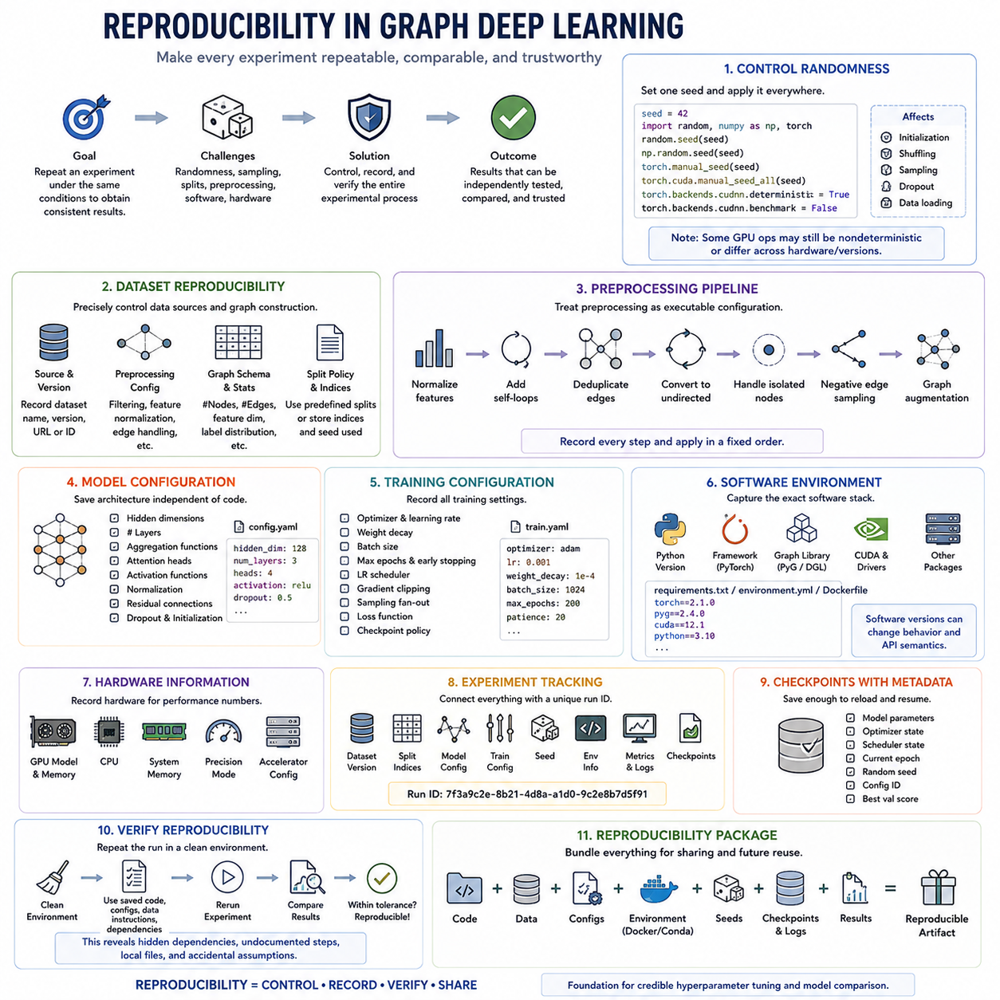 REPRODUCIBILITY IN GRAPH DEEP LEARNING
Make every experiment repeatable, comparable, and trustworthy
Goal
Repeat an experiment
under the same
conditions to obtain
consistent results.
Challenges
Randomness, sampling,
splits, preprocessing,
software, hardware
Solution
Control, record, and
verify the entire
experimental process
Outcome
Results that can be
independently tested,
compared, and trusted
1. CONTROL RANDOMNESS
Set one seed and apply it everywhere.
seed = 42
import random, numpy as np, torch
random.seed(seed)
np.random.seed(seed)
torch.manual_seed(seed)
torch.cuda.manual_seed_all(seed)
torch.backends.cudnn.deterministic = True
torch.backends.cudnn.benchmark = False
Affects
Initialization
Shuffling
Sampling
Dropout
Data loading
Note: Some GPU ops may still be nondeterministic
or differ across hardware/versions.
2. DATASET REPRODUCIBILITY
Precisely control data sources and graph construction.
Source &
Version
Record dataset
name, version,
URL or ID
Preprocessing
Config
Filtering, feature
normalization,
edge handling,
etc.
Graph Schema
& Stats
#Nodes, #Edges,
feature dim,
label distribution,
etc.
Split Policy
& Indices
Use predefined splits
or store indices
and seed used
3. PREPROCESSING PIPELINE
Treat preprocessing as executable configuration.
Normalize
features
Add
self-loops
Deduplicate
edges
Convert to
undirected
Handle isolated
nodes
Negative edge
sampling
Graph
augmentation
Record every step and apply in a fixed order.
4. MODEL CONFIGURATION
Save architecture independent of code.
Hidden dimensions
# Layers
Aggregation functions
Attention heads
Activation functions
Normalization
Residual connections
Dropout & Initialization
config.yaml
hidden_dim: 128
num_layers: 3
heads: 4
activation: relu
dropout: 0.5
...
5. TRAINING CONFIGURATION
Record all training settings.
Optimizer & learning rate
Weight decay
Batch size
Max epochs & early stopping
LR scheduler
Gradient clipping
Sampling fan-out
Loss function
Checkpoint policy
train.yaml
optimizer: adam
lr: 0.001
weight_decay: 1e-4
batch_size: 1024
max_epochs: 200
patience: 20
...
6. SOFTWARE ENVIRONMENT
Capture the exact software stack.
Python
Version
Framework
(PyTorch)
Graph Library
(PyG / DGL)
CUDA &
Drivers
Other
Packages
requirements.txt / environment.yml / Dockerfile
torch==2.1.0
pyg==2.4.0
cuda==12.1
python==3.10
...
Software versions can
change behavior and
API semantics.
7. HARDWARE INFORMATION
Record hardware for performance numbers.
GPU Model
& Memory
CPU
System
Memory
Precision
Mode
Accelerator
Config
8. EXPERIMENT TRACKING
Connect everything with a unique run ID.
Dataset
Version
Split
Indices
Model
Config
Train
Config
Seed
Env
Info
Metrics
& Logs
Checkpoints
Run ID: 7f3a9c2e-8b21-4d8a-a1d0-9c2e8b7d5f91
9. CHECKPOINTS WITH METADATA
Save enough to reload and resume.
Model parameters
Optimizer state
Scheduler state
Current epoch
Random seed
Config ID
Best val score
10. VERIFY REPRODUCIBILITY
Repeat the run in a clean environment.
Clean
Environment
Use saved code,
configs, data
instructions,
dependencies
Rerun
Experiment
Compare
Results
Within tolerance?
Reproducible!
This reveals hidden dependencies, undocumented steps,
local files, and accidental assumptions.
11. REPRODUCIBILITY PACKAGE
Bundle everything for sharing and future reuse.
Code
+
Data
+
Configs
+
Environment
(Docker/Conda)
+
Seeds
+
Checkpoints
& Logs
+
Results
=
Reproducible
Artifact
REPRODUCIBILITY = CONTROL • RECORD • VERIFY • SHARE
Foundation for credible hyperparameter tuning and model comparison.